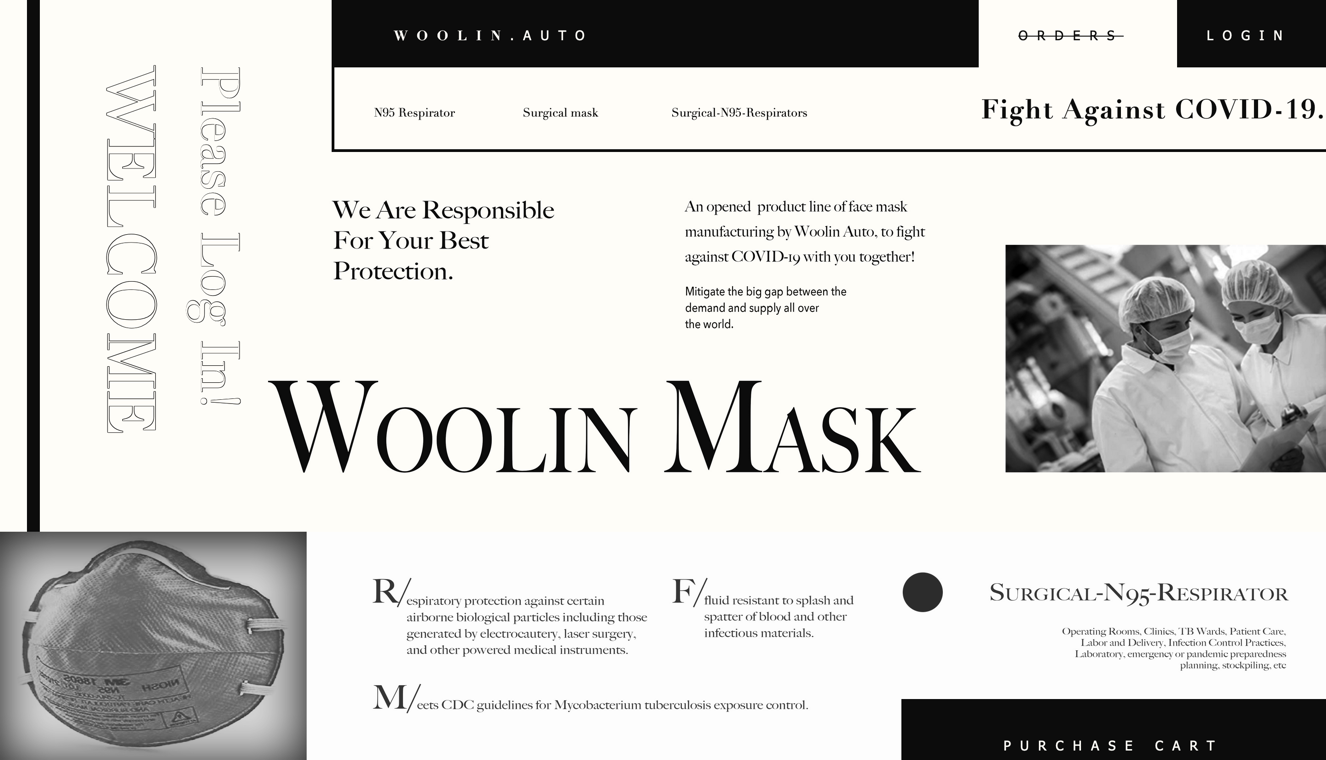 WOOLIN.AUTO
ORDERS
LOGIN
N95 Respirator
Surgical mask
Surgical-N95-Respirators
Fight Against COVID-19.
Please Log In!
WELCOME
We Are Responsible
For Your Best
Protection.
An opened product line of face mask
manufacturing by Woolin Auto, to fight
against COVID-19 with you together!
Mitigate the big gap between the
demand and supply all over
the world.
WOOLIN MASK
R/espiratory protection against certain
airborne biological particles including those
generated by electrocautery, laser surgery,
and other powered medical instruments.
F/fluid resistant to splash and
spatter of blood and other
infectious materials.
M/eets CDC guidelines for Mycobacterium tuberculosis exposure control.
SURGICAL-N95-RESPIRATOR
Operating Rooms, Clinics, TB Wards, Patient Care,
Labor and Delivery, Infection Control Practices,
Laboratory, emergency or pandemic preparedness
planning, stockpiling, etc
PURCHASE CART
3M 1860S
NIOSH N95